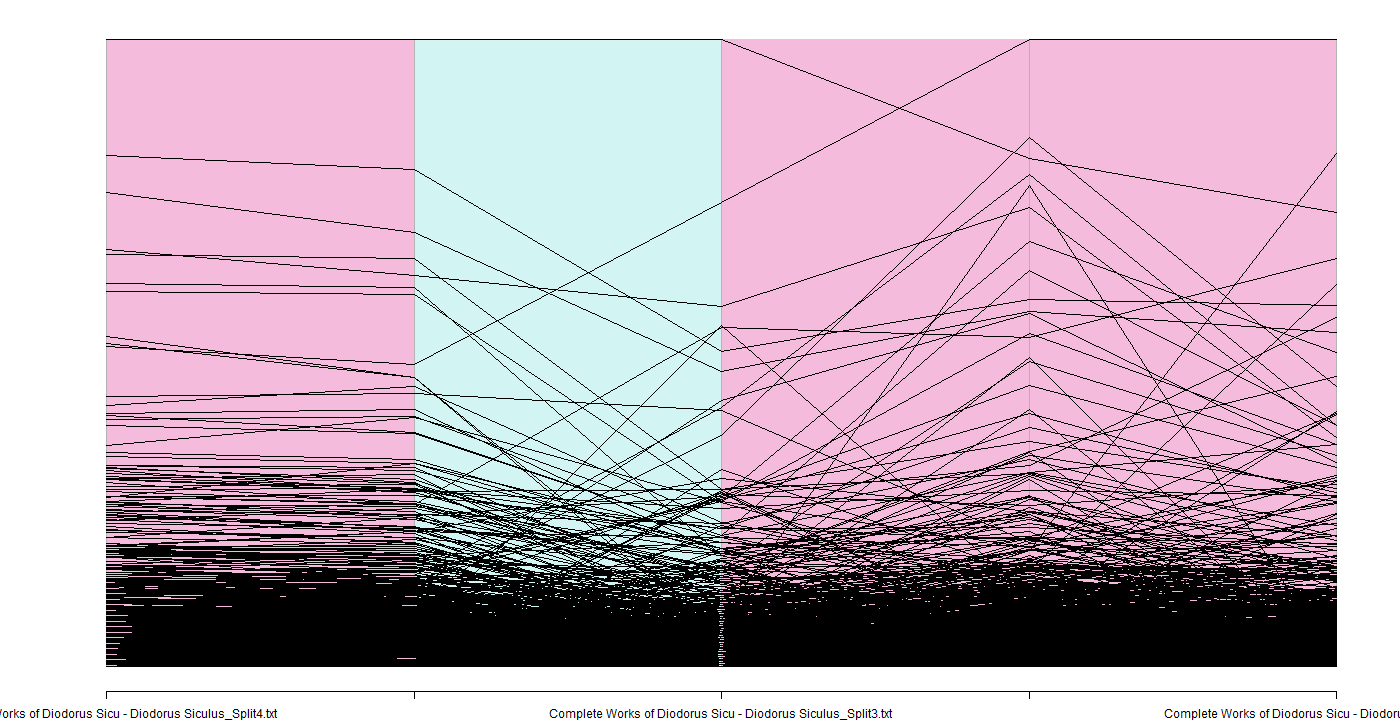 Works of Diodorus Sicu - Diodorus Siculus_Split4.txt
Complete Works of Diodorus Sicu - Diodorus Siculus_Split3.txt
Complete Works of Diodorus Sicu - Diodoru